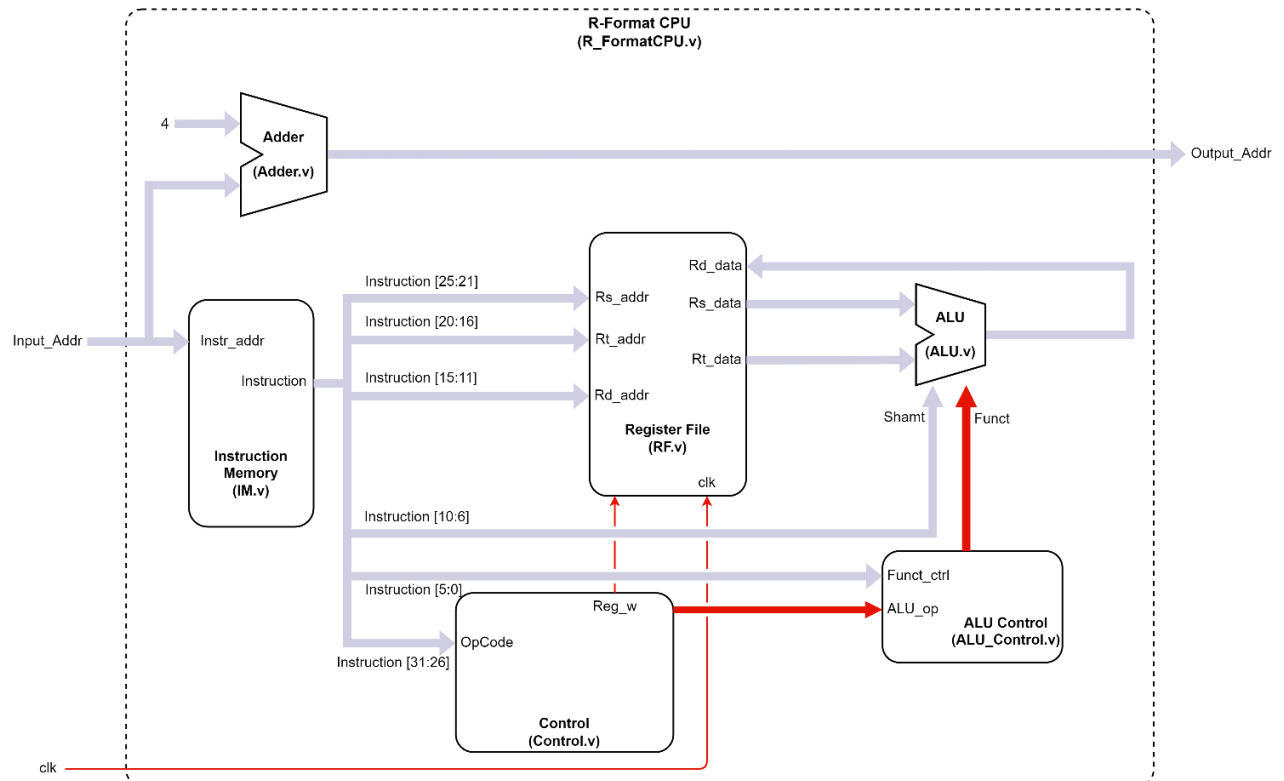 R-Format CPU
(R_FormatCPU.v)
4
Adder
(Adder.v)
Output_Addr
Input_Addr
Instr_addr
Instruction
Instruction
Memory
(IM.v)
Instruction [25:21]
Instruction [20:16]
Instruction [15:11]
Rs_addr
Rt_addr
Rd_addr
Rd_data
Rs_data
Rt_data
Register File
(RF.v)
clk
ALU
(ALU.v)
Shamt
Funct
Instruction [10:6]
Instruction [5:0]
Instruction [31:26]
Funct_ctrl
ALU_op
ALU Control
(ALU_Control.v)
Reg_w
OpCode
Control
(Control.v)
clk